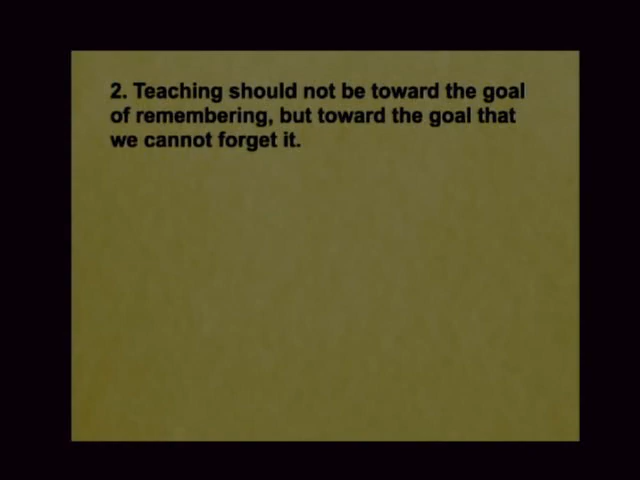 2. Teaching should not be toward the goal
of remembering, but toward the goal that
we cannot forget it.